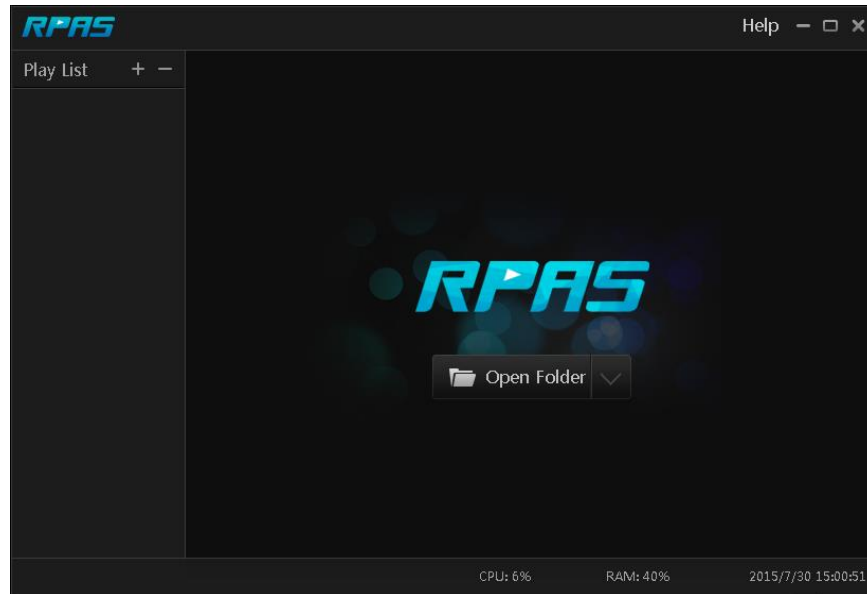 RPAS
Help
Play List + −
RPAS
Open Folder
CPU: 6% RAM: 40% 2015/7/30 15:00:51